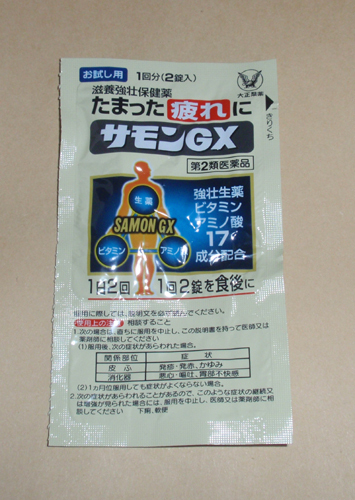 お試し用 1回分(2錠入)
大正製薬
滋養強壮保健薬
たまった疲れに
きりくち
サモンGX
第2類医薬品
生薬
SAMON GX
ビタミン
アミノ酸
強壮生薬
ビタミン
アミノ酸
17
成分配合
1日2回 1回2錠を食後に
服用に際しては、説明文を必ず読んでください。
使用上の注意 相談すること
1.次の場合は、直ちに服用を中止し、この説明書を持って医師又は
薬剤師に相談してください
(1)服用後、次の症状があらわれた場合。
関係部位 症状
皮ふ 発疹・発赤、かゆみ
消化器 悪心・嘔吐、胃部不快感
(2)1ヵ月位服用しても症状がよくならない場合。
2.次の症状があらわれることがあるので、このような症状の継続又
は増強が見られた場合には、服用を中止し、医師又は薬剤師に相
談してください 下痢、軟便